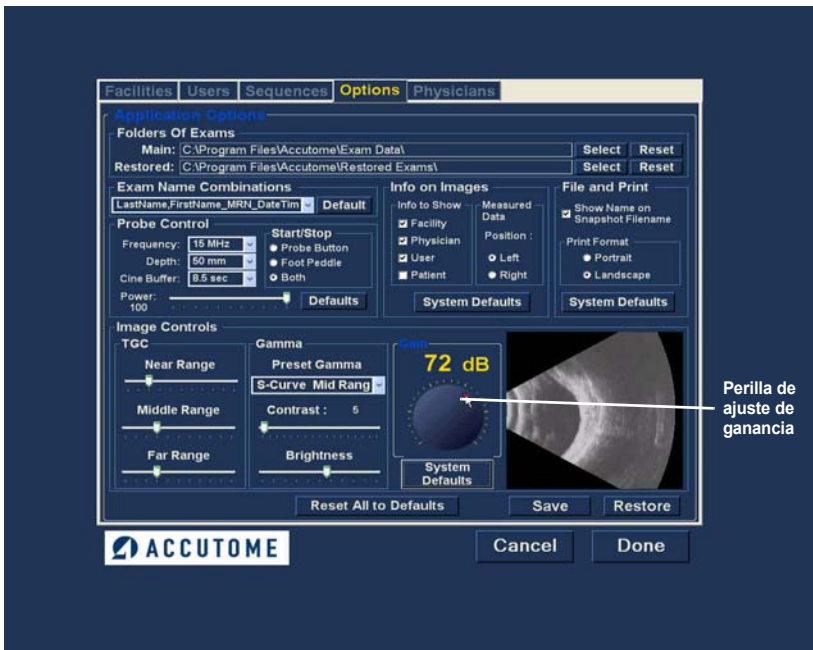 Facilities Users Sequences Options Physicians
Application Options
Folders Of Exams
Main: C:\Program Files\Accutome\Exam Data\ Select Reset
Restored: C:\Program Files\Accutome\Restored Exams\ Select Reset
Exam Name Combinations
LastName,FirstName_MRN_DateTim Default
Probe Control
Frequency: 15 MHz
Depth: 50 mm
Cine Buffer: 8.5 sec
Power:
100
Start/Stop
Probe Button
Foot Peddle
Both
Defaults
Info on Images
Info to Show
Facility
Physician
User
Patient
Measured
Data
Position :
Left
Right
System Defaults
File and Print
Show Name on
Snapshot Filename
Print Format
Portrait
Landscape
System Defaults
Image Controls
TGC
Near Range
Middle Range
Far Range
Gamma
Preset Gamma
S-Curve Mid Rang
Contrast : 5
Brightness
Gain
72 dB
System
Defaults
Perilla de
ajuste de
ganancia
Reset All to Defaults Save Restore
ACCUTOME
Cancel Done